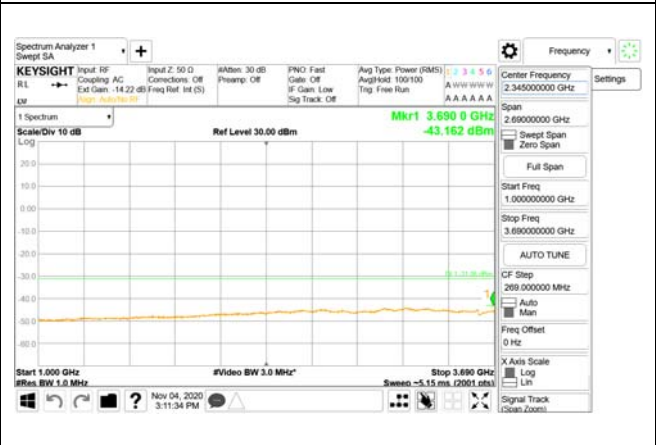 Spectrum Analyzer 1
Swept SA
Frequency
KEYSIGHT
RL
Input: RF
Coupling: AC
Ext Gain: -14.22 dB
Align: Auto/No RF
Input Z: 50 Ω
Corrections: Off
Freq Ref: Int (S)
#Atten: 30 dB
Preamp: Off
PNO: Fast
Gate: Off
IF Gain: Low
Sig Track: Off
Avg Type: Power (RMS)
Avg|Hold: 100/100
Trig: Free Run
1 2 3 4 5 6
A W W W W W
A A A A A A
Center Frequency
2.345000000 GHz
Settings
Span
2.69000000 GHz
Swept Span
Zero Span
Full Span
Start Freq
1.000000000 GHz
Stop Freq
3.690000000 GHz
AUTO TUNE
CF Step
269.000000 MHz
Auto
Man
Freq Offset
0 Hz
X Axis Scale
Log
Lin
Signal Track
(Span Zoom)
1 Spectrum
Scale/Div 10 dB
Log
Ref Level 30.00 dBm
Mkr1 3.690 0 GHz
-43.162 dBm
20.0
10.0
0.00
-10.0
-20.0
-30.0
-40.0
-50.0
-60.0
1
Start 1.000 GHz
#Res BW 1.0 MHz
#Video BW 3.0 MHz*
Stop 3.690 GHz
Sweep ~5.15 ms (2001 pts)
?
Nov 04, 2020
3:11:34 PM